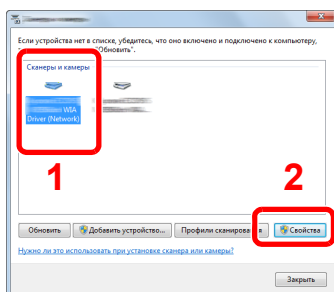 Если устройства нет в списке, убедитесь, что оно включено и подключено к компьютеру,
"Обновить".
Сканеры и камеры
WIA
Driver (Network)
1
2
Обновить
Добавить устройство...
Профили сканирования
Свойства
Нужно ли это использовать при установке сканера или камеры?
Закрыть